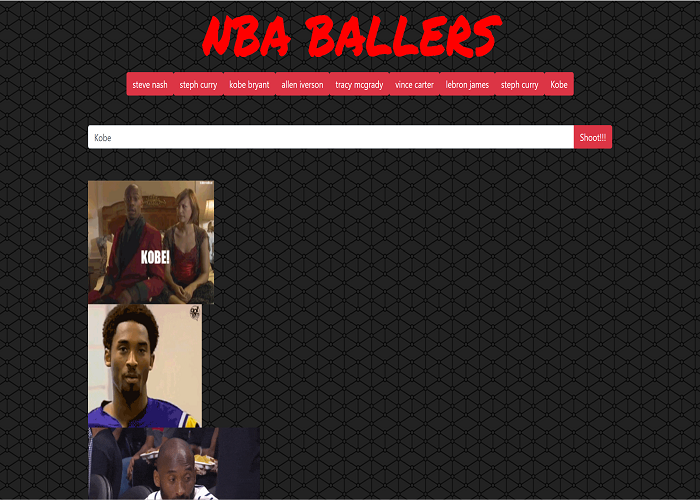 NBA BALLERS
steve nash steph curry kobe bryant allen iverson tracy mcgrady vince carter lebron james steph curry Kobe
Kobe Shoot!!!
KOBE!